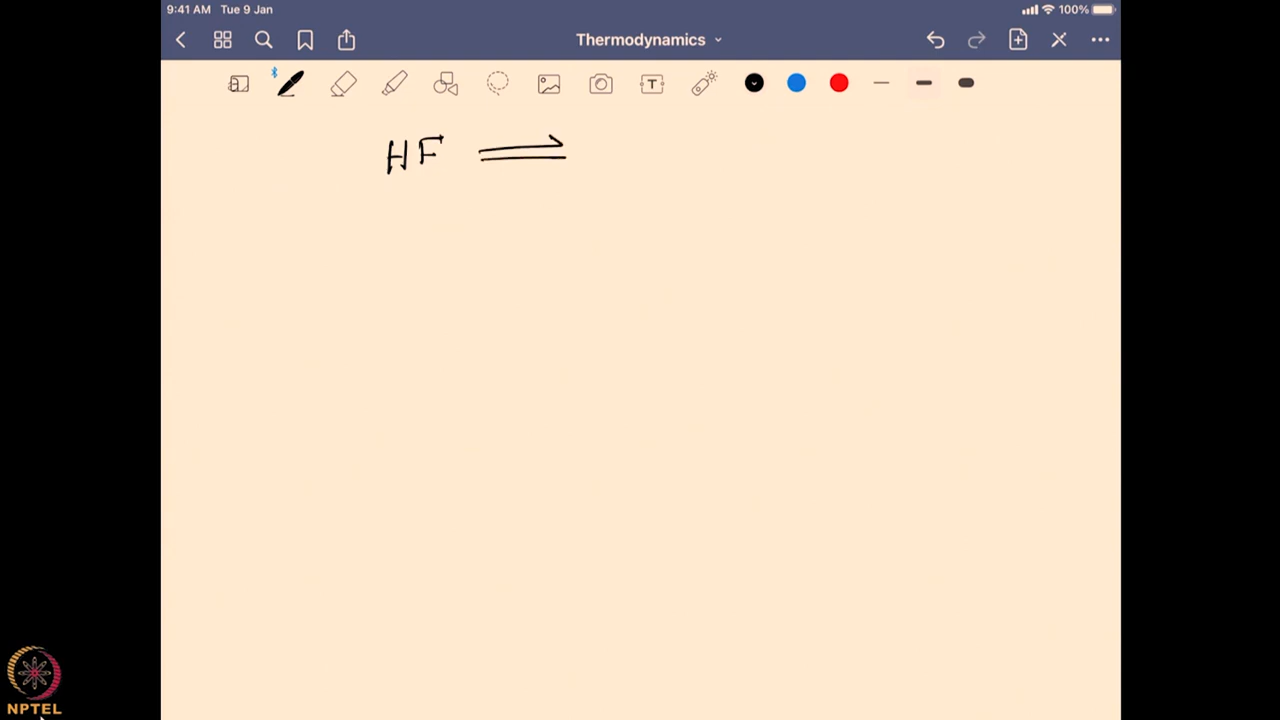 9:41 AM Tue 9 Jan 100%
Thermodynamics
T
HF ⇌
NPTEL